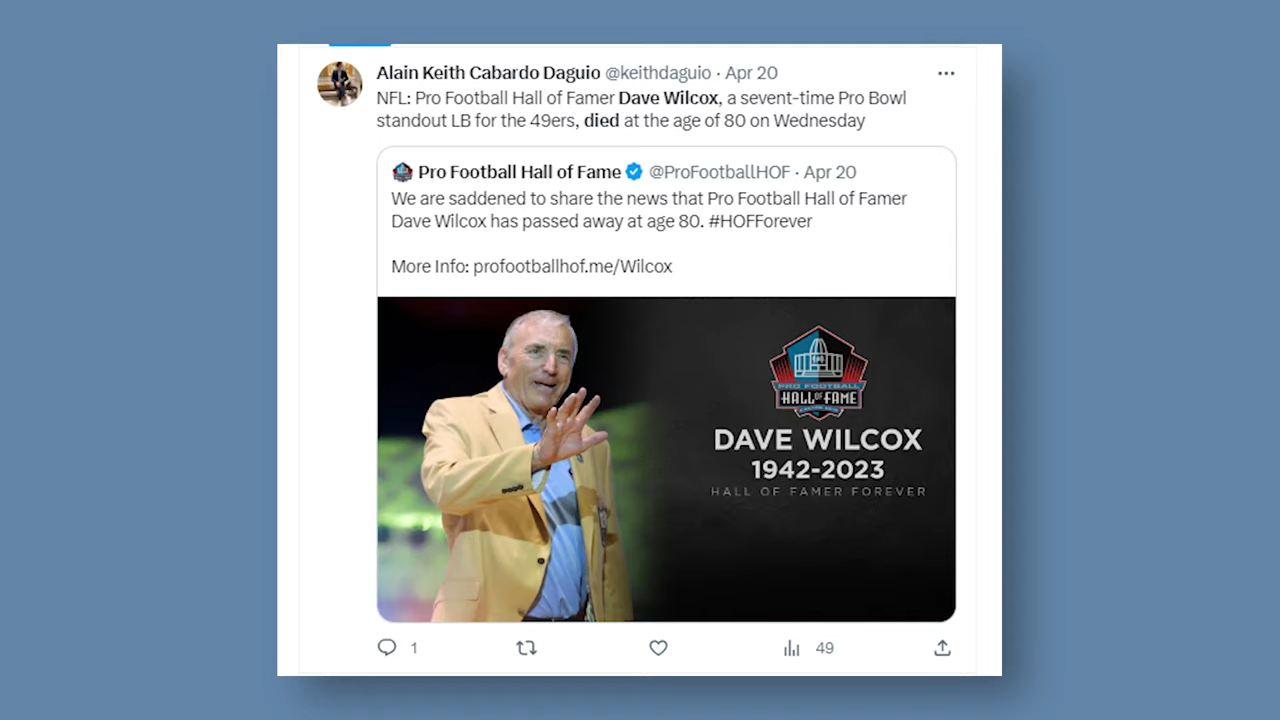 Alain Keith Cabardo Daguio @keithdaguio · Apr 20
NFL: Pro Football Hall of Famer Dave Wilcox, a sevent-time Pro Bowl
standout LB for the 49ers, died at the age of 80 on Wednesday
Pro Football Hall of Fame @ProFootballHOF · Apr 20
We are saddened to share the news that Pro Football Hall of Famer
Dave Wilcox has passed away at age 80. #HOFForever
More Info: profootballhof.me/Wilcox
PRO FOOTBALL
HALL OF FAME
DAVE WILCOX
1942-2023
HALL OF FAMER FOREVER
1
49